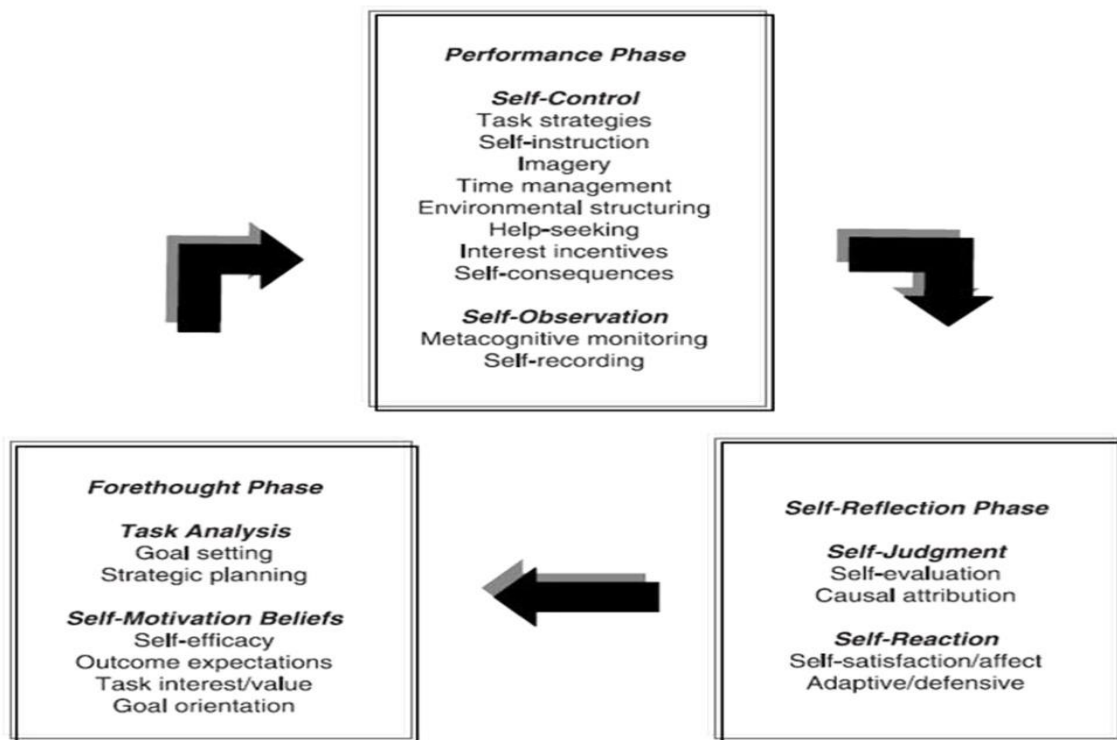 Performance Phase
Self-Control
Task strategies
Self-instruction
Imagery
Time management
Environmental structuring
Help-seeking
Interest incentives
Self-consequences
Self-Observation
Metacognitive monitoring
Self-recording
Forethought Phase
Task Analysis
Goal setting
Strategic planning
Self-Motivation Beliefs
Self-efficacy
Outcome expectations
Task interest/value
Goal orientation
Self-Reflection Phase
Self-Judgment
Self-evaluation
Causal attribution
Self-Reaction
Self-satisfaction/affect
Adaptive/defensive